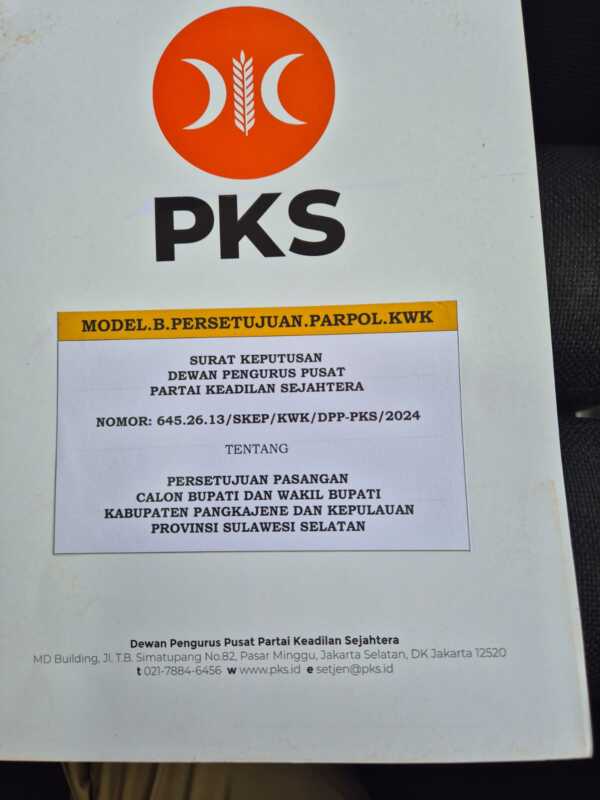 PKS
MODEL.B.PERSETUJUAN.PARPOL.KWK
SURAT KEPUTUSAN
DEWAN PENGURUS PUSAT
PARTAI KEADILAN SEJAHTERA
NOMOR: 645.26.13/SKEP/KWK/DPP-PKS/2024
TENTANG
PERSETUJUAN PASANGAN
CALON BUPATI DAN WAKIL BUPATI
KABUPATEN PANGKAJENE DAN KEPULAUAN
PROVINSI SULAWESI SELATAN
Dewan Pengurus Pusat Partai Keadilan Sejahtera
MD Building, Jl. T.B. Simatupang No.82, Pasar Minggu, Jakarta Selatan, DK Jakarta 12520
t 021-7884-6456 w www.pks.id e setjen@pks.id